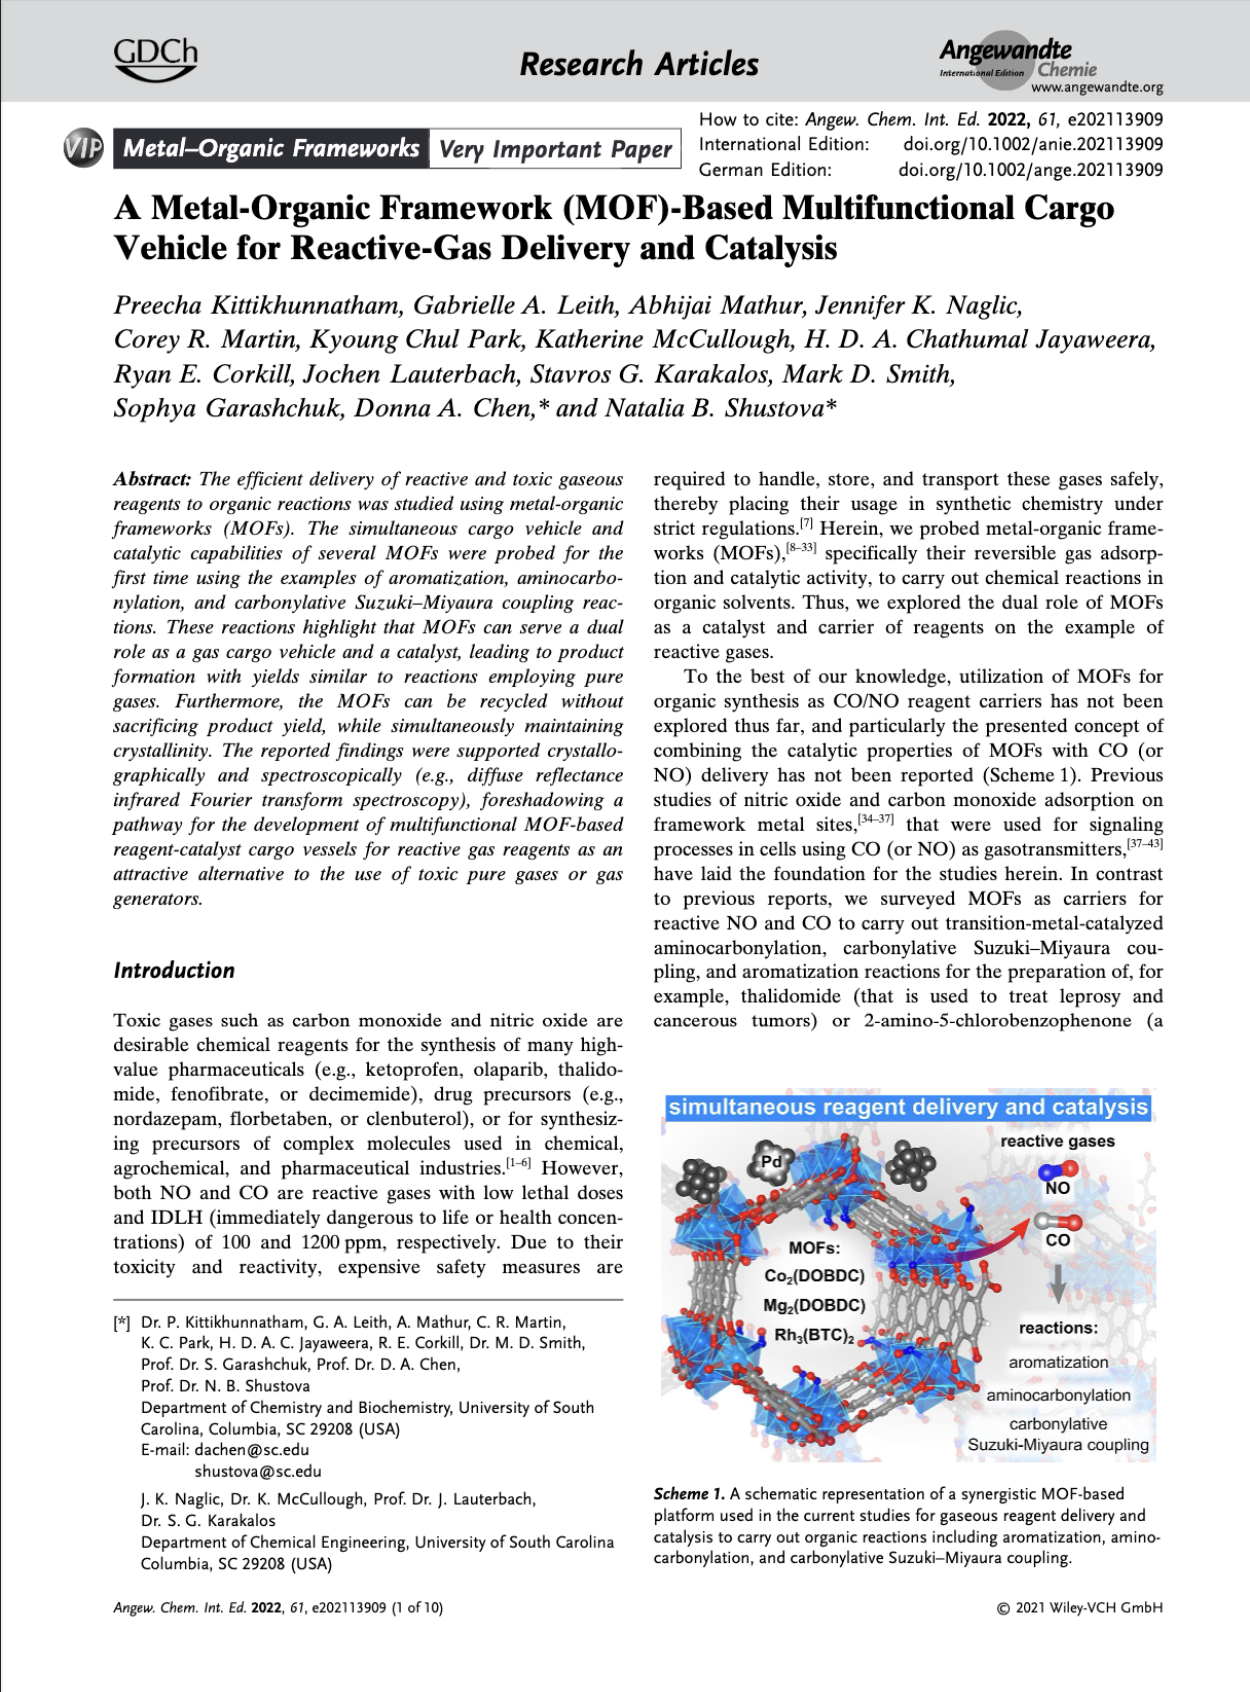 GDCh
Research Articles
Angewandte
International Edition Chemie
www.angewandte.org
VIP Metal–Organic Frameworks Very Important Paper
How to cite: Angew. Chem. Int. Ed. 2022, 61, e202113909
International Edition: doi.org/10.1002/anie.202113909
German Edition: doi.org/10.1002/ange.202113909
A Metal-Organic Framework (MOF)-Based Multifunctional Cargo
Vehicle for Reactive-Gas Delivery and Catalysis
Preecha Kittikhunnatham, Gabrielle A. Leith, Abhijai Mathur, Jennifer K. Naglic,
Corey R. Martin, Kyoung Chul Park, Katherine McCullough, H. D. A. Chathumal Jayaweera,
Ryan E. Corkill, Jochen Lauterbach, Stavros G. Karakalos, Mark D. Smith,
Sophya Garashchuk, Donna A. Chen,* and Natalia B. Shustova*
Abstract: The efficient delivery of reactive and toxic gaseous
reagents to organic reactions was studied using metal-organic
frameworks (MOFs). The simultaneous cargo vehicle and
catalytic capabilities of several MOFs were probed for the
first time using the examples of aromatization, aminocarbo-
nylation, and carbonylative Suzuki–Miyaura coupling reac-
tions. These reactions highlight that MOFs can serve a dual
role as a gas cargo vehicle and a catalyst, leading to product
formation with yields similar to reactions employing pure
gases. Furthermore, the MOFs can be recycled without
sacrificing product yield, while simultaneously maintaining
crystallinity. The reported findings were supported crystallo-
graphically and spectroscopically (e.g., diffuse reflectance
infrared Fourier transform spectroscopy), foreshadowing a
pathway for the development of multifunctional MOF-based
reagent-catalyst cargo vessels for reactive gas reagents as an
attractive alternative to the use of toxic pure gases or gas
generators.
Introduction
Toxic gases such as carbon monoxide and nitric oxide are
desirable chemical reagents for the synthesis of many high-
value pharmaceuticals (e.g., ketoprofen, olaparib, thalido-
mide, fenofibrate, or decimemide), drug precursors (e.g.,
nordazepam, florbetaben, or clenbuterol), or for synthesiz-
ing precursors of complex molecules used in chemical,
agrochemical, and pharmaceutical industries.[1–6] However,
both NO and CO are reactive gases with low lethal doses
and IDLH (immediately dangerous to life or health concen-
trations) of 100 and 1200 ppm, respectively. Due to their
toxicity and reactivity, expensive safety measures are
[*] Dr. P. Kittikhunnatham, G. A. Leith, A. Mathur, C. R. Martin,
K. C. Park, H. D. A. C. Jayaweera, R. E. Corkill, Dr. M. D. Smith,
Prof. Dr. S. Garashchuk, Prof. Dr. D. A. Chen,
Prof. Dr. N. B. Shustova
Department of Chemistry and Biochemistry, University of South
Carolina, Columbia, SC 29208 (USA)
E-mail: dachen@sc.edu
shustova@sc.edu
J. K. Naglic, Dr. K. McCullough, Prof. Dr. J. Lauterbach,
Dr. S. G. Karakalos
Department of Chemical Engineering, University of South Carolina
Columbia, SC 29208 (USA)
required to handle, store, and transport these gases safely,
thereby placing their usage in synthetic chemistry under
strict regulations.[7] Herein, we probed metal-organic frame-
works (MOFs),[8–33] specifically their reversible gas adsorp-
tion and catalytic activity, to carry out chemical reactions in
organic solvents. Thus, we explored the dual role of MOFs
as a catalyst and carrier of reagents on the example of
reactive gases.
To the best of our knowledge, utilization of MOFs for
organic synthesis as CO/NO reagent carriers has not been
explored thus far, and particularly the presented concept of
combining the catalytic properties of MOFs with CO (or
NO) delivery has not been reported (Scheme 1). Previous
studies of nitric oxide and carbon monoxide adsorption on
framework metal sites,[34–37] that were used for signaling
processes in cells using CO (or NO) as gasotransmitters,[37–43]
have laid the foundation for the studies herein. In contrast
to previous reports, we surveyed MOFs as carriers for
reactive NO and CO to carry out transition-metal-catalyzed
aminocarbonylation, carbonylative Suzuki–Miyaura cou-
pling, and aromatization reactions for the preparation of, for
example, thalidomide (that is used to treat leprosy and
cancerous tumors) or 2-amino-5-chlorobenzophenone (a
simultaneous reagent delivery and catalysis
reactive gases
Pd
NO
CO
MOFs:
Co2(DOBDC)
Mg2(DOBDC)
Rh3(BTC)2
reactions:
aromatization
aminocarbonylation
carbonylative
Suzuki-Miyaura coupling
Scheme 1. A schematic representation of a synergistic MOF-based
platform used in the current studies for gaseous reagent delivery and
catalysis to carry out organic reactions including aromatization, amino-
carbonylation, and carbonylative Suzuki–Miyaura coupling.
Angew. Chem. Int. Ed. 2022, 61, e202113909 (1 of 10)
© 2021 Wiley-VCH GmbH